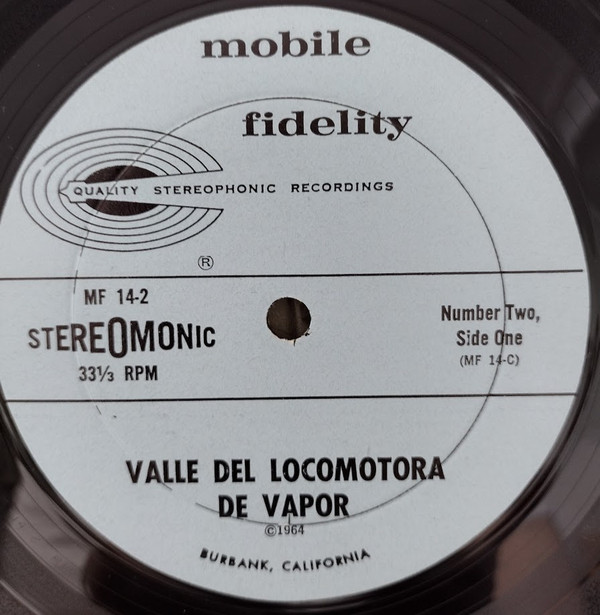 mobile
fidelity
QUALITY STEREOPHONIC RECORDINGS
®
MF 14-2
STEREOMONIC
33⅓ RPM
Number Two,
Side One
(MF 14-C)
VALLE DEL LOCOMOTORA
DE VAPOR
©1964
BURBANK, CALIFORNIA